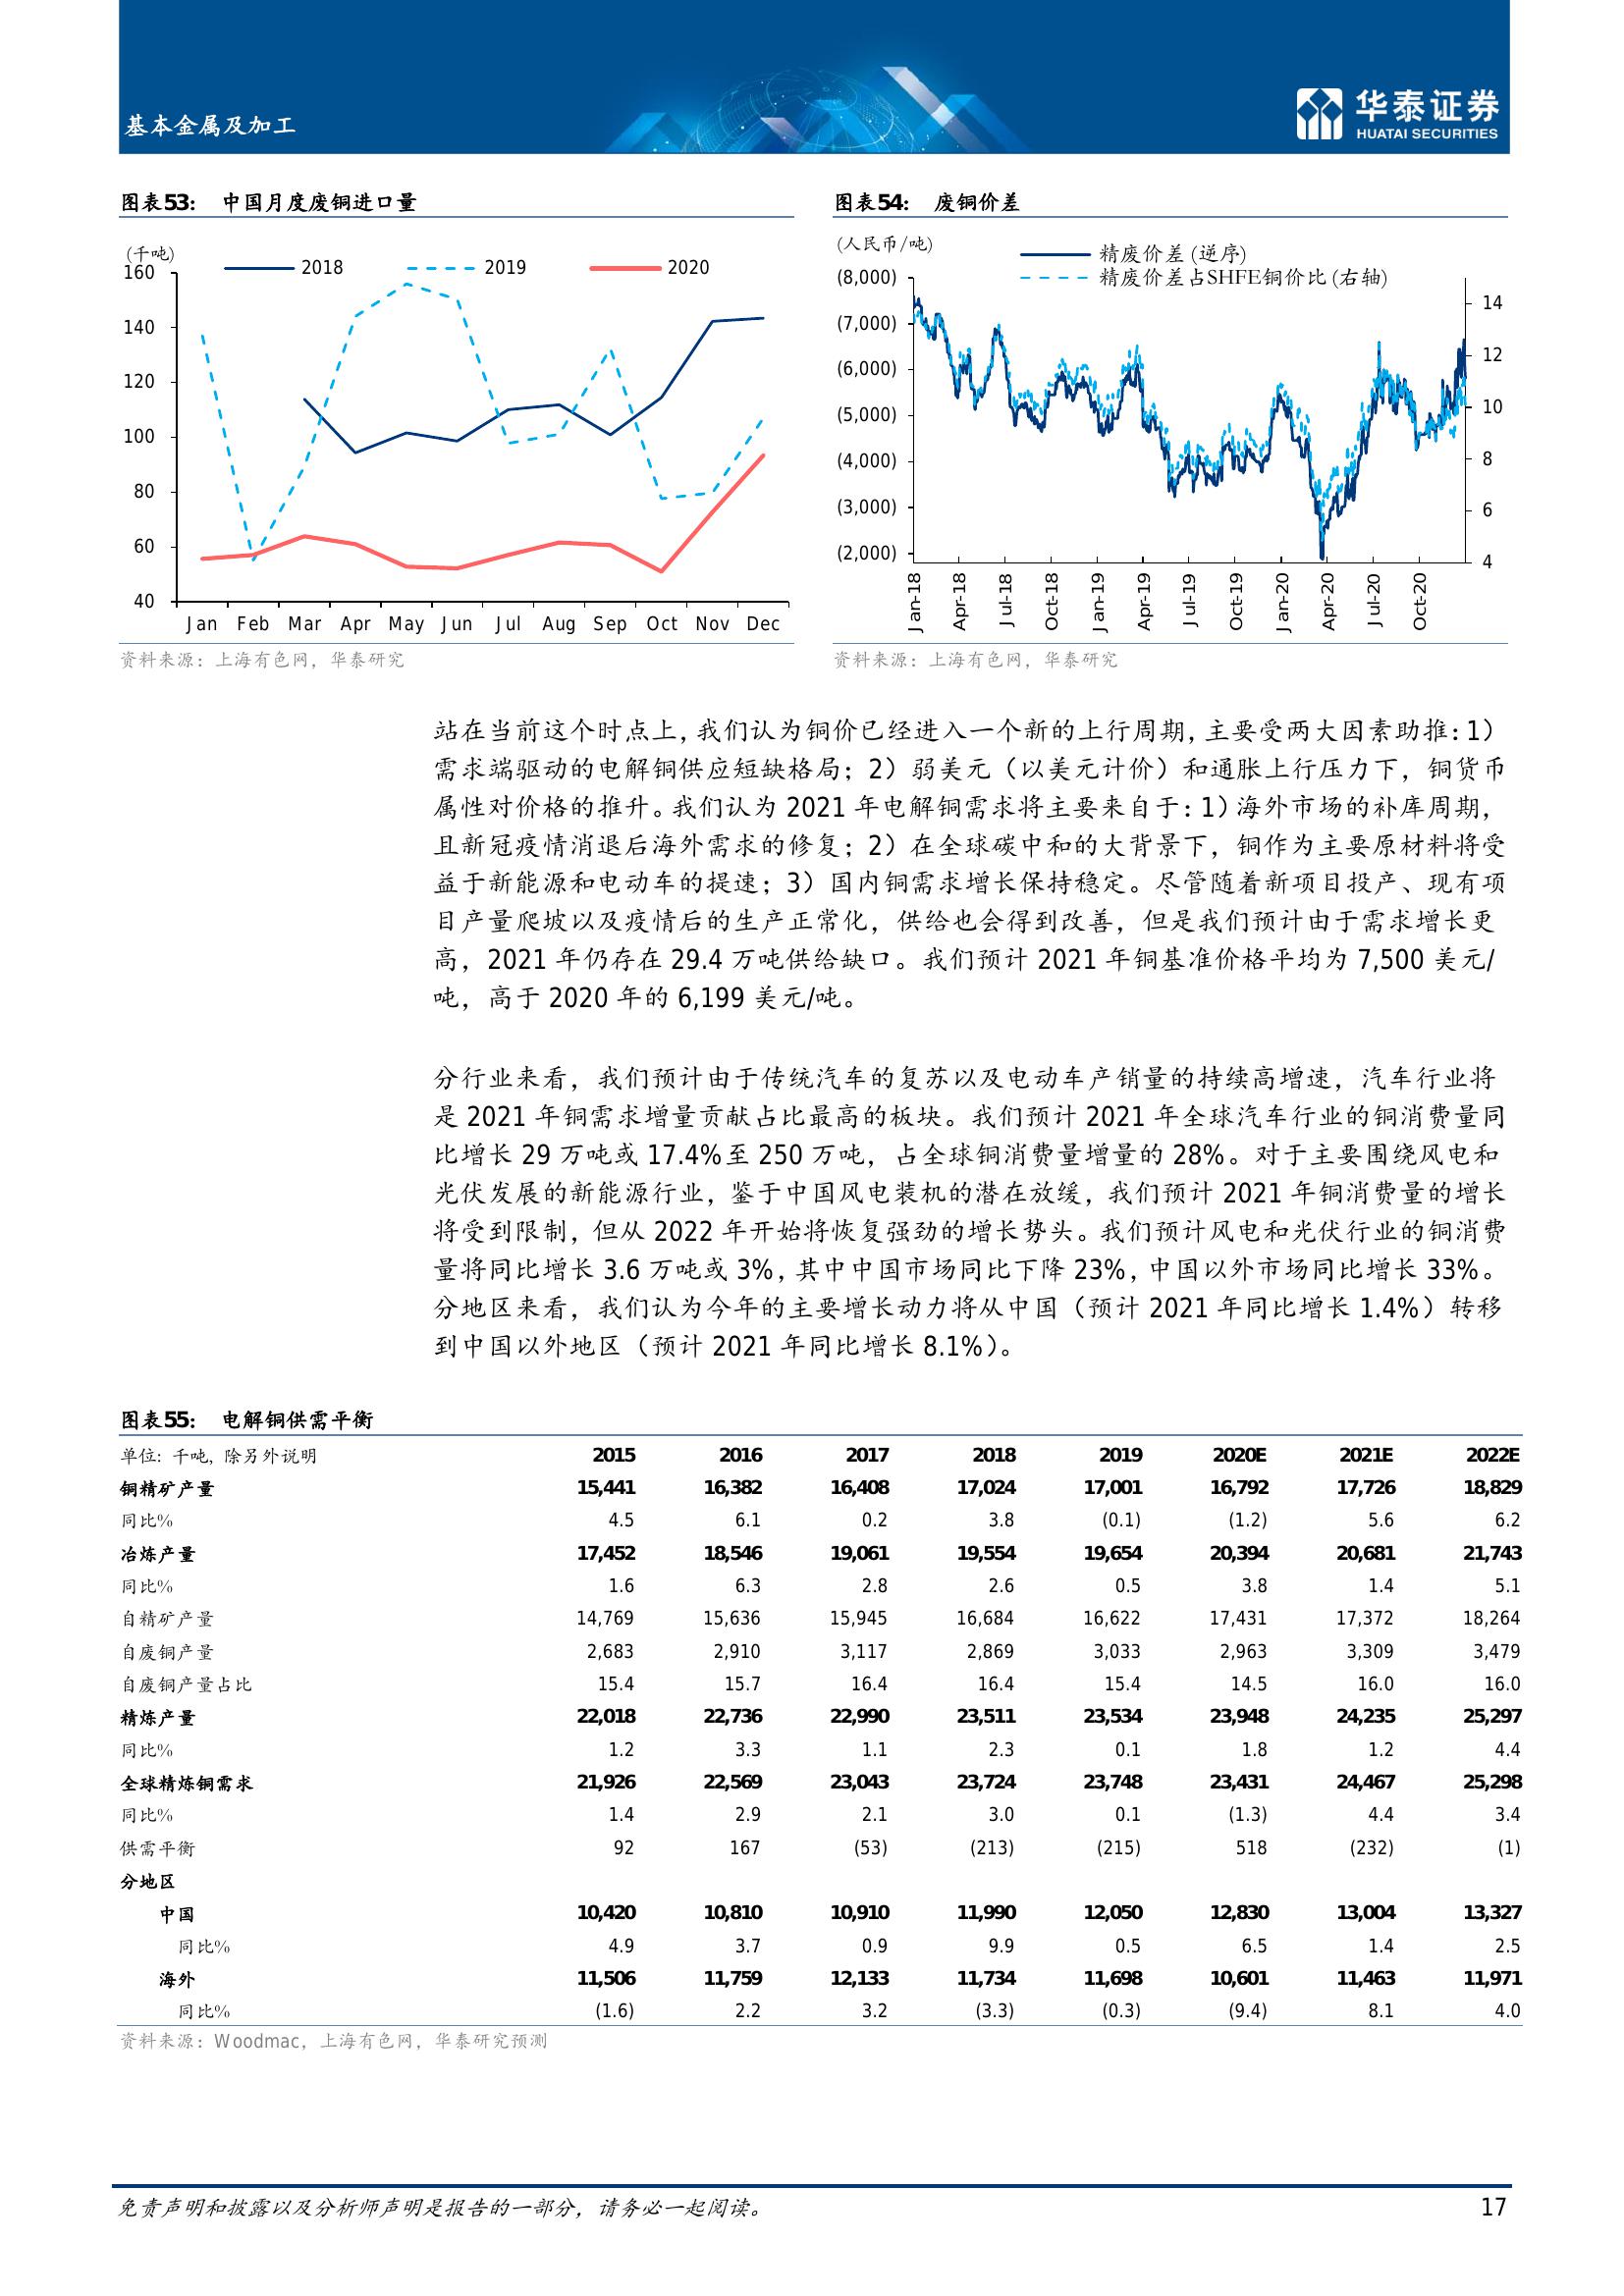 基本金属及加工
华泰证券
HUATAI SECURITIES
图表53: 中国月度废铜进口量
(千吨)
2018 2019 2020
160
140
120
100
80
60
40
Jan Feb Mar Apr May Jun Jul Aug Sep Oct Nov Dec
资料来源：上海有色网，华泰研究
图表54: 废铜价差
(人民币/吨)
精废价差 (逆序)
精废价差占SHFE铜价比 (右轴)
(8,000)
(7,000)
(6,000)
(5,000)
(4,000)
(3,000)
(2,000)
14
12
10
8
6
4
Jan-18 Apr-18 Jul-18 Oct-18 Jan-19 Apr-19 Jul-19 Oct-19 Jan-20 Apr-20 Jul-20 Oct-20
资料来源：上海有色网，华泰研究
站在当前这个时点上，我们认为铜价已经进入一个新的上行周期，主要受两大因素助推：1）
需求端驱动的电解铜供应短缺格局；2）弱美元（以美元计价）和通胀上行压力下，铜货币
属性对价格的推升。我们认为 2021 年电解铜需求将主要来自于：1）海外市场的补库周期，
且新冠疫情消退后海外需求的修复；2）在全球碳中和的大背景下，铜作为主要原材料将受
益于新能源和电动车的提速；3）国内铜需求增长保持稳定。尽管随着新项目投产、现有项
目产量爬坡以及疫情后的生产正常化，供给也会得到改善，但是我们预计由于需求增长更
高，2021 年仍存在 29.4 万吨供给缺口。我们预计 2021 年铜基准价格平均为 7,500 美元/
吨，高于 2020 年的 6,199 美元/吨。
分行业来看，我们预计由于传统汽车的复苏以及电动车产销量的持续高增速，汽车行业将
是 2021 年铜需求增量贡献占比最高的板块。我们预计 2021 年全球汽车行业的铜消费量同
比增长 29 万吨或 17.4%至 250 万吨，占全球铜消费量增量的 28%。对于主要围绕风电和
光伏发展的新能源行业，鉴于中国风电装机的潜在放缓，我们预计 2021 年铜消费量的增长
将受到限制，但从 2022 年开始将恢复强劲的增长势头。我们预计风电和光伏行业的铜消费
量将同比增长 3.6 万吨或 3%，其中中国市场同比下降 23%，中国以外市场同比增长 33%。
分地区来看，我们认为今年的主要增长动力将从中国（预计 2021 年同比增长 1.4%）转移
到中国以外地区（预计 2021 年同比增长 8.1%）。
图表55: 电解铜供需平衡
单位: 千吨, 除另外说明 2015 2016 2017 2018 2019 2020E 2021E 2022E
铜精矿产量 15,441 16,382 16,408 17,024 17,001 16,792 17,726 18,829
同比% 4.5 6.1 0.2 3.8 (0.1) (1.2) 5.6 6.2
冶炼产量 17,452 18,546 19,061 19,554 19,654 20,394 20,681 21,743
同比% 1.6 6.3 2.8 2.6 0.5 3.8 1.4 5.1
自精矿产量 14,769 15,636 15,945 16,684 16,622 17,431 17,372 18,264
自废铜产量 2,683 2,910 3,117 2,869 3,033 2,963 3,309 3,479
自废铜产量占比 15.4 15.7 16.4 16.4 15.4 14.5 16.0 16.0
精炼产量 22,018 22,736 22,990 23,511 23,534 23,948 24,235 25,297
同比% 1.2 3.3 1.1 2.3 0.1 1.8 1.2 4.4
全球精炼铜需求 21,926 22,569 23,043 23,724 23,748 23,431 24,467 25,298
同比% 1.4 2.9 2.1 3.0 0.1 (1.3) 4.4 3.4
供需平衡 92 167 (53) (213) (215) 518 (232) (1)
分地区
中国 10,420 10,810 10,910 11,990 12,050 12,830 13,004 13,327
同比% 4.9 3.7 0.9 9.9 0.5 6.5 1.4 2.5
海外 11,506 11,759 12,133 11,734 11,698 10,601 11,463 11,971
同比% (1.6) 2.2 3.2 (3.3) (0.3) (9.4) 8.1 4.0
资料来源：Woodmac，上海有色网，华泰研究预测
免责声明和披露以及分析师声明是报告的一部分，请务必一起阅读。 17